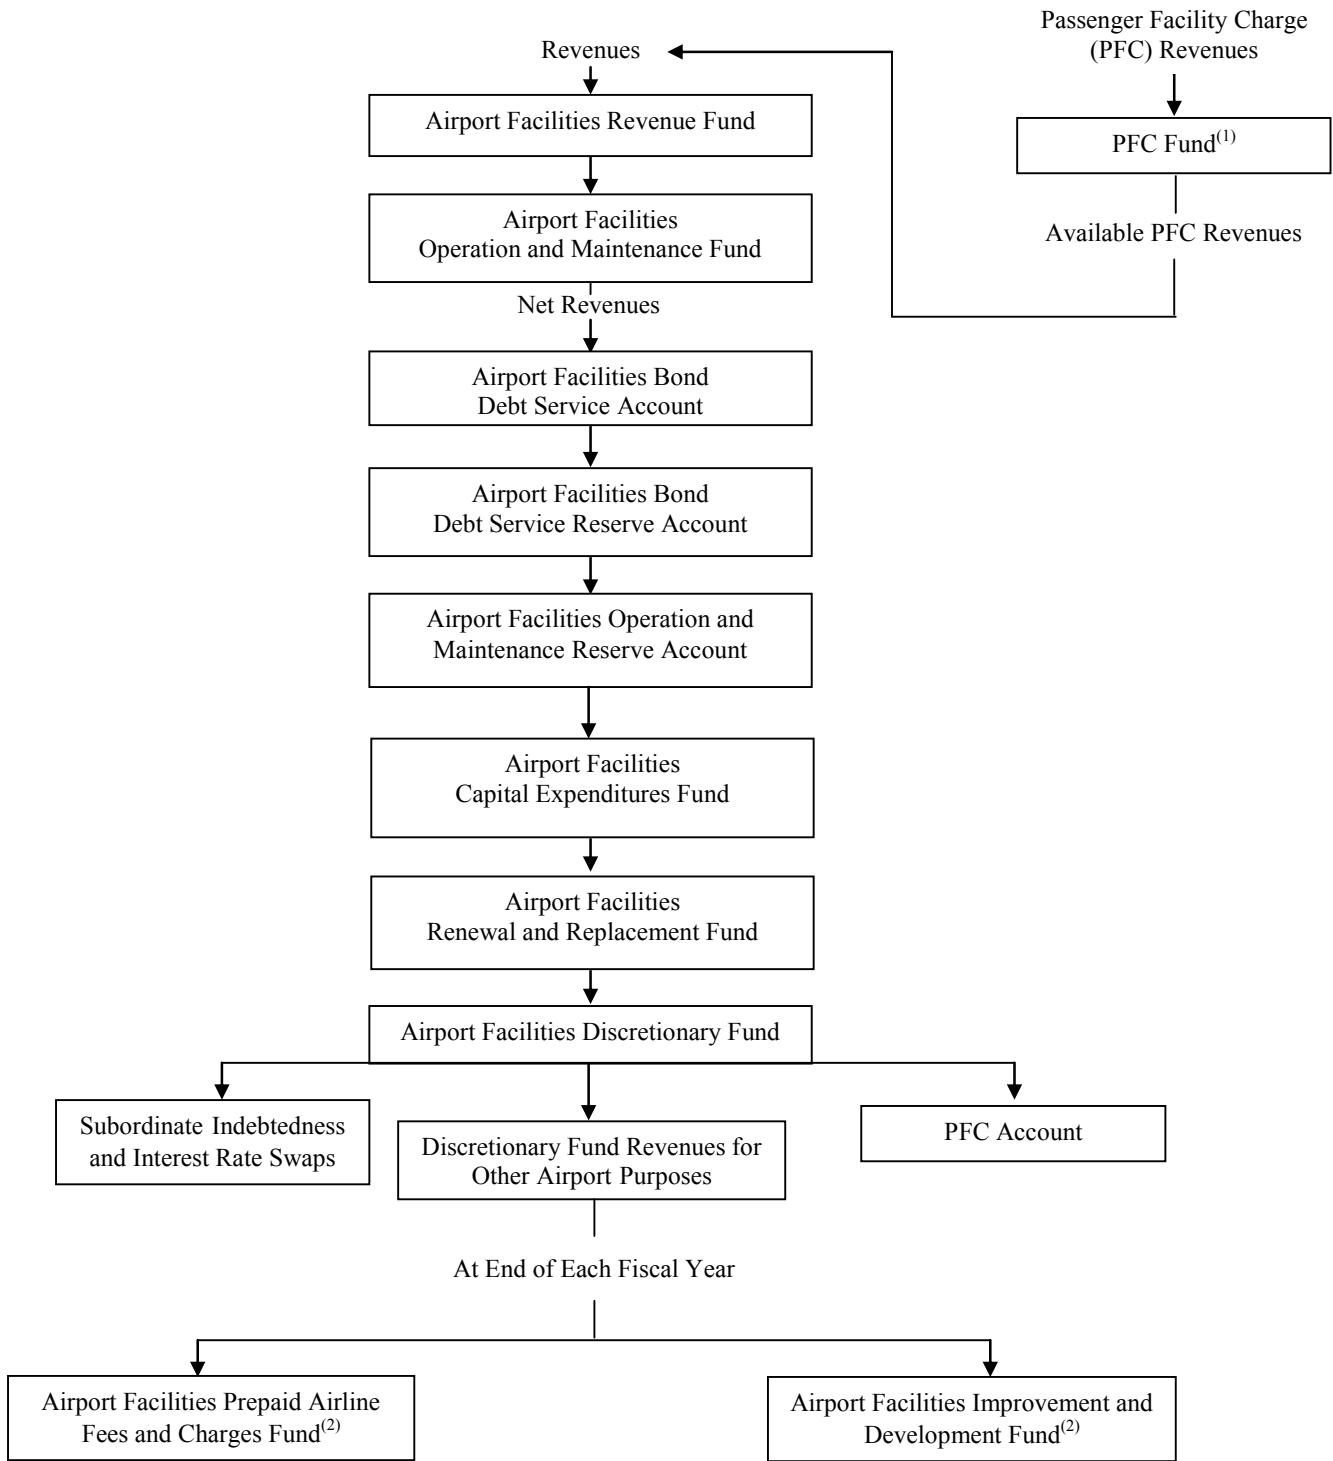 Passenger Facility Charge
(PFC) Revenues
Revenues
Airport Facilities Revenue Fund
PFC Fund(1)
Airport Facilities
Operation and Maintenance Fund
Available PFC Revenues
Net Revenues
Airport Facilities Bond
Debt Service Account
Airport Facilities Bond
Debt Service Reserve Account
Airport Facilities Operation and
Maintenance Reserve Account
Airport Facilities
Capital Expenditures Fund
Airport Facilities
Renewal and Replacement Fund
Airport Facilities Discretionary Fund
Subordinate Indebtedness
and Interest Rate Swaps
Discretionary Fund Revenues for
Other Airport Purposes
PFC Account
At End of Each Fiscal Year
Airport Facilities Prepaid Airline
Fees and Charges Fund(2)
Airport Facilities Improvement and
Development Fund(2)